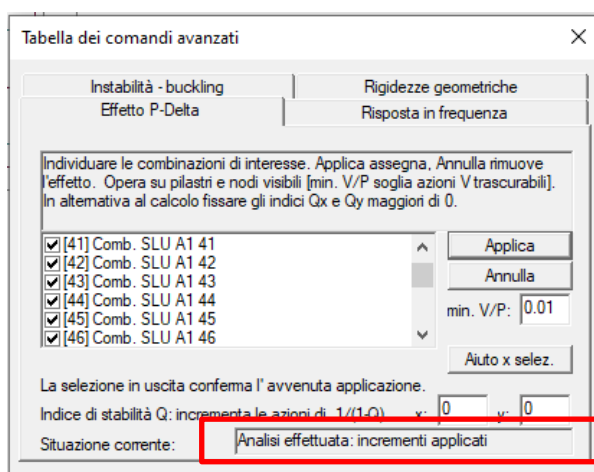 Tabella dei comandi avanzati
Instabilità - buckling
Rigidezze geometriche
Effetto P-Delta
Risposta in frequenza
Individuare le combinazioni di interesse. Applica assegna, Annulla rimuove
l'effetto. Opera su pilastri e nodi visibili [min. V/P soglia azioni V trascurabili].
In alternativa al calcolo fissare gli indici Qx e Qy maggiori di 0.
[41] Comb. SLU A1 41
[42] Comb. SLU A1 42
[43] Comb. SLU A1 43
[44] Comb. SLU A1 44
[45] Comb. SLU A1 45
[46] Comb. SLU A1 46
Applica
Annulla
min. V/P: 0.01
Aiuto x selez.
La selezione in uscita conferma l' avvenuta applicazione.
Indice di stabilità Q: incrementa le azioni di 1/(1-Q) x: 0 y: 0
Situazione corrente: Analisi effettuata: incrementi applicati